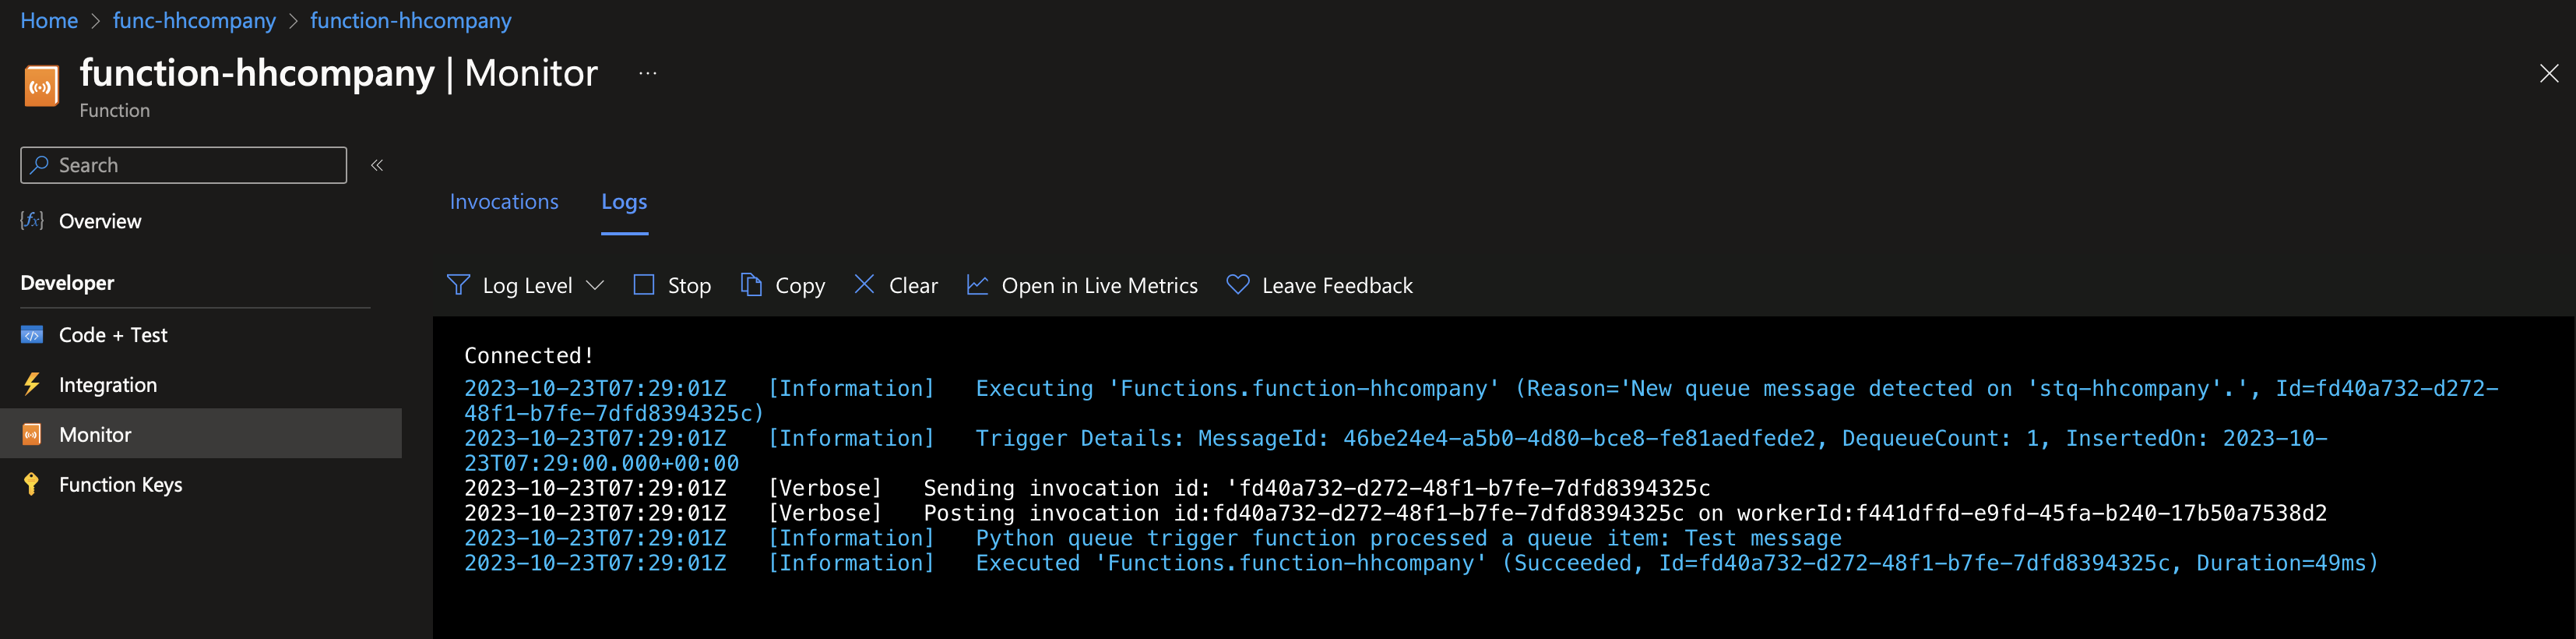 Home > func-hhcompany > function-hhcompany
function-hhcompany | Monitor ...
Function
Search «
Overview
Developer
Code + Test
Integration
Monitor
Function Keys
Invocations Logs
Log Level Stop Copy Clear Open in Live Metrics Leave Feedback
Connected!
2023-10-23T07:29:01Z [Information] Executing 'Functions.function-hhcompany' (Reason='New queue message detected on 'stq-hhcompany'.', Id=fd40a732-d272-
48f1-b7fe-7dfd8394325c)
2023-10-23T07:29:01Z [Information] Trigger Details: MessageId: 46be24e4-a5b0-4d80-bce8-fe81aedfede2, DequeueCount: 1, InsertedOn: 2023-10-
23T07:29:00.000+00:00
2023-10-23T07:29:01Z [Verbose] Sending invocation id: 'fd40a732-d272-48f1-b7fe-7dfd8394325c
2023-10-23T07:29:01Z [Verbose] Posting invocation id:fd40a732-d272-48f1-b7fe-7dfd8394325c on workerId:f441dffd-e9fd-45fa-b240-17b50a7538d2
2023-10-23T07:29:01Z [Information] Python queue trigger function processed a queue item: Test message
2023-10-23T07:29:01Z [Information] Executed 'Functions.function-hhcompany' (Succeeded, Id=fd40a732-d272-48f1-b7fe-7dfd8394325c, Duration=49ms)